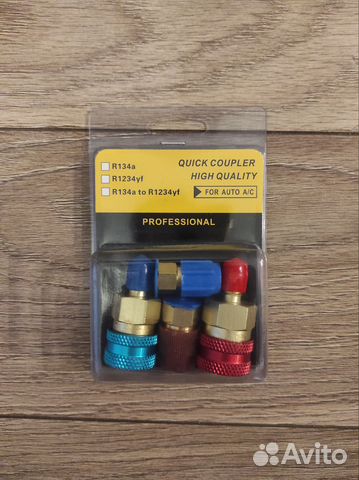 R134a
R1234yf
R134a to R1234yf
QUICK COUPLER
HIGH QUALITY
FOR AUTO A/C
PROFESSIONAL
Avito